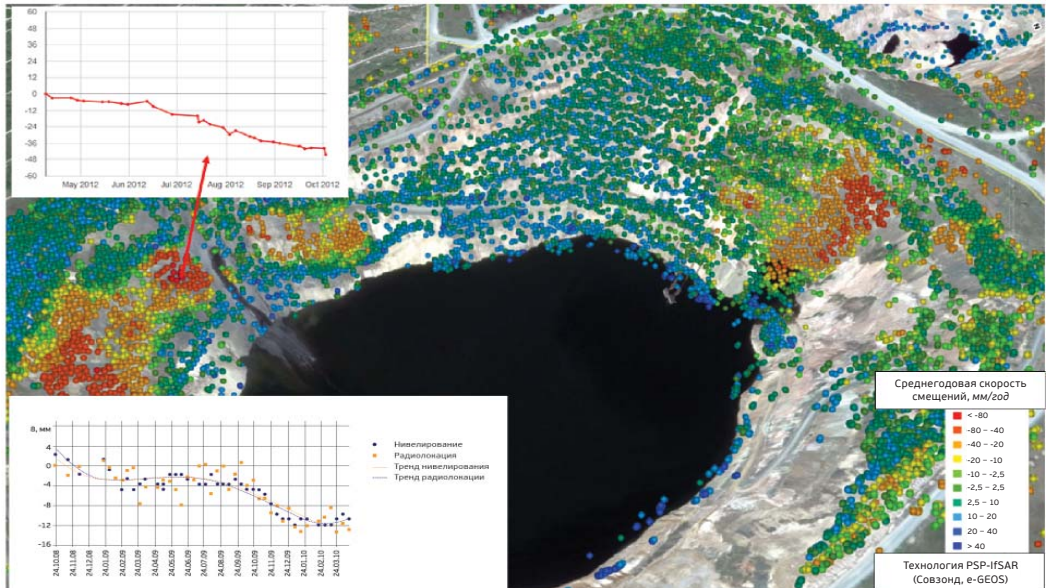 60
48
36
24
12
0
-12
-24
-36
-48
-60
May 2012 Jun 2012 Jul 2012 Aug 2012 Sep 2012 Oct 2012
8, мм
4
0
-4
-8
-12
-16
24.10.08 24.11.08 24.12.08 24.01.09 24.02.09 24.03.09 24.04.09 24.05.09 24.06.09 24.07.09 24.08.09 24.09.09 24.10.09 24.11.09 24.12.09 24.01.10 24.02.10 24.03.10
Нивелирование
Радиолокация
Тренд нивелирования
Тренд радиолокации
Среднегодовая скорость
смещений, мм/год
< -80
-80 – -40
-40 – -20
-20 – -10
-10 – -2,5
-2,5 – 2,5
2,5 – 10
10 – 20
20 – 40
> 40
Технология PSP-IfSAR
(Совзонд, e-GEOS)